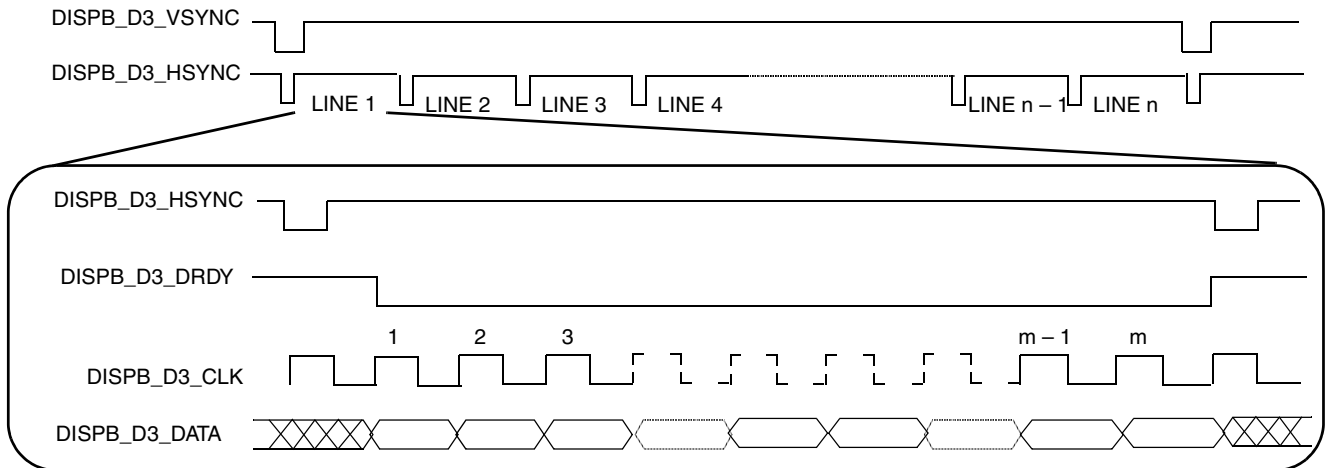 DISPB_D3_VSYNC
DISPB_D3_HSYNC
LINE 1 LINE 2 LINE 3 LINE 4 LINE n – 1 LINE n
DISPB_D3_HSYNC
DISPB_D3_DRDY
1 2 3 m – 1 m
DISPB_D3_CLK
DISPB_D3_DATA